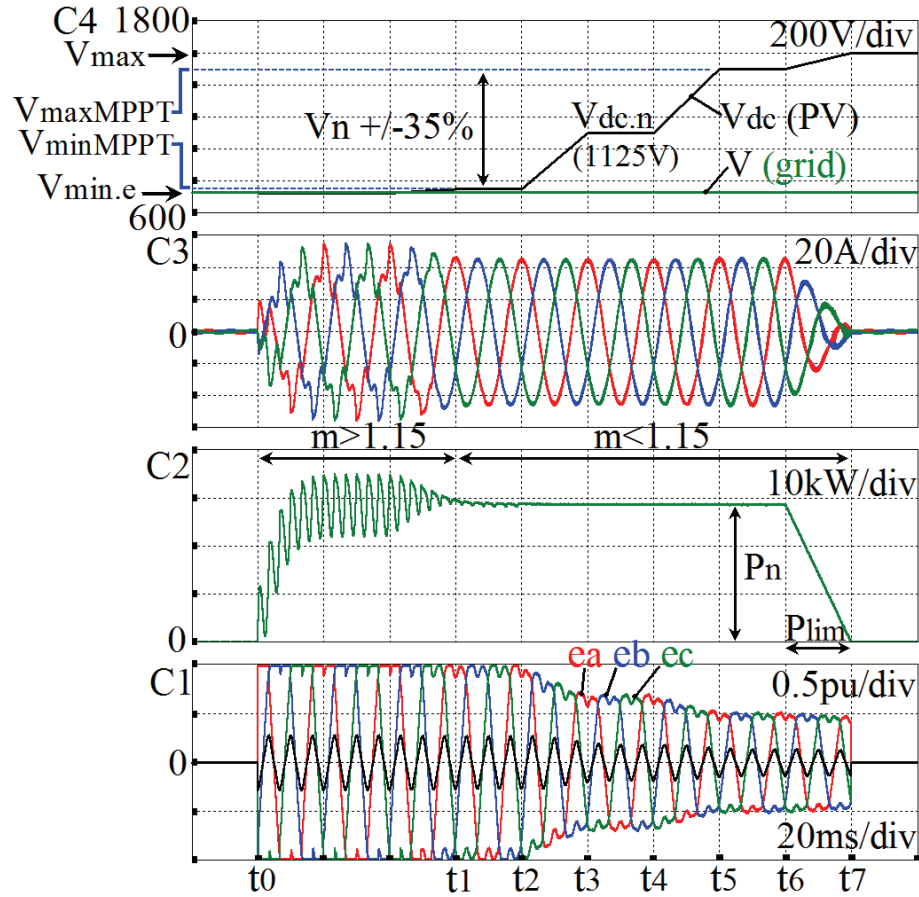 C4 1800
200V/div
Vmax
VmaxMPPT
Vn +/-35%
Vdc.n
(1125V)
Vdc (PV)
VminMPPT
V (grid)
Vmin.e
600
C3
20A/div
0
m>1.15
m<1.15
C2
10kW/div
Pn
Plim
0
ea eb ec
C1
0.5pu/div
0
20ms/div
t0 t1 t2 t3 t4 t5 t6 t7